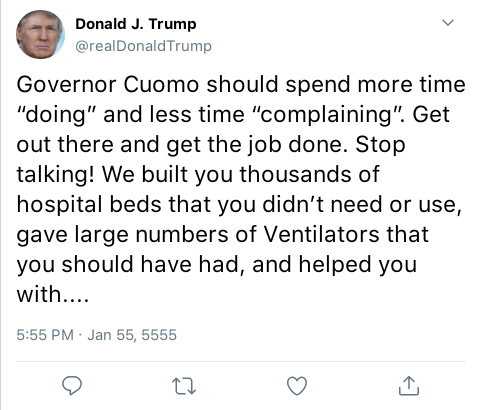 Donald J. Trump
@realDonaldTrump
Governor Cuomo should spend more time
“doing” and less time “complaining”. Get
out there and get the job done. Stop
talking! We built you thousands of
hospital beds that you didn’t need or use,
gave large numbers of Ventilators that
you should have had, and helped you
with....
5:55 PM · Jan 55, 5555